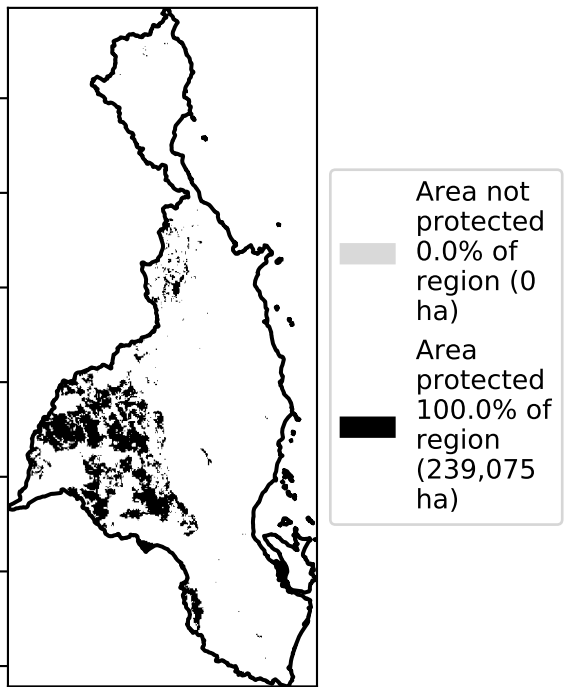 Area not
protected
0.0% of
region (0
ha)
Area
protected
100.0% of
region
(239,075
ha)